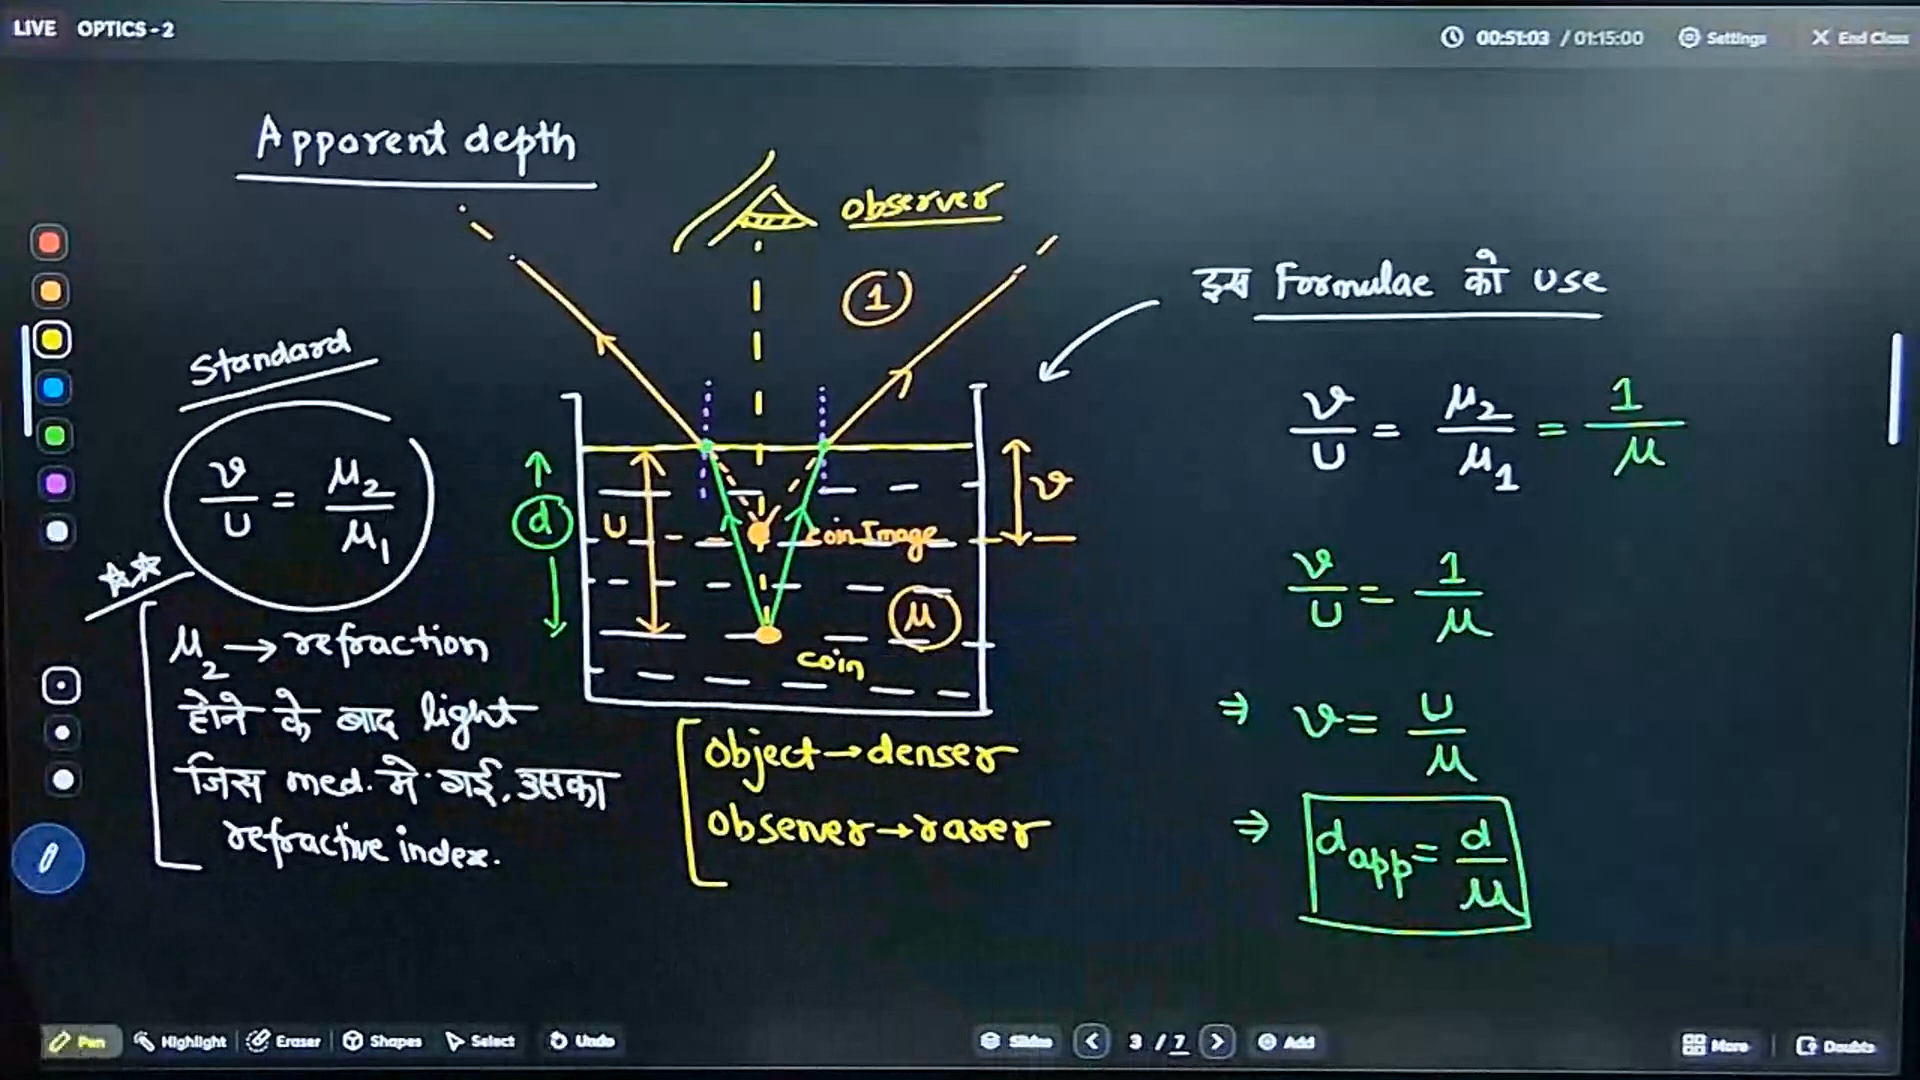 LIVE OPTICS - 2
00:51:03 / 01:15:00 Settings X End Class
Apparent depth
observer
1
इस Formulae को use
Standard
v/u = μ2/μ1
v/u = μ2/μ1 = 1/μ
d
u
v
coin Image
μ
coin
v/u = 1/μ
μ2 → refraction
होने के बाद light
जिस med. मे गई, उसका
refractive index.
object → denser
observer → rarer
⇒ v = u/μ
⇒ d app = d/μ
Pen Highlight Eraser Shapes Select Undo
Slides < 3 / 7 > Add
More Doubts